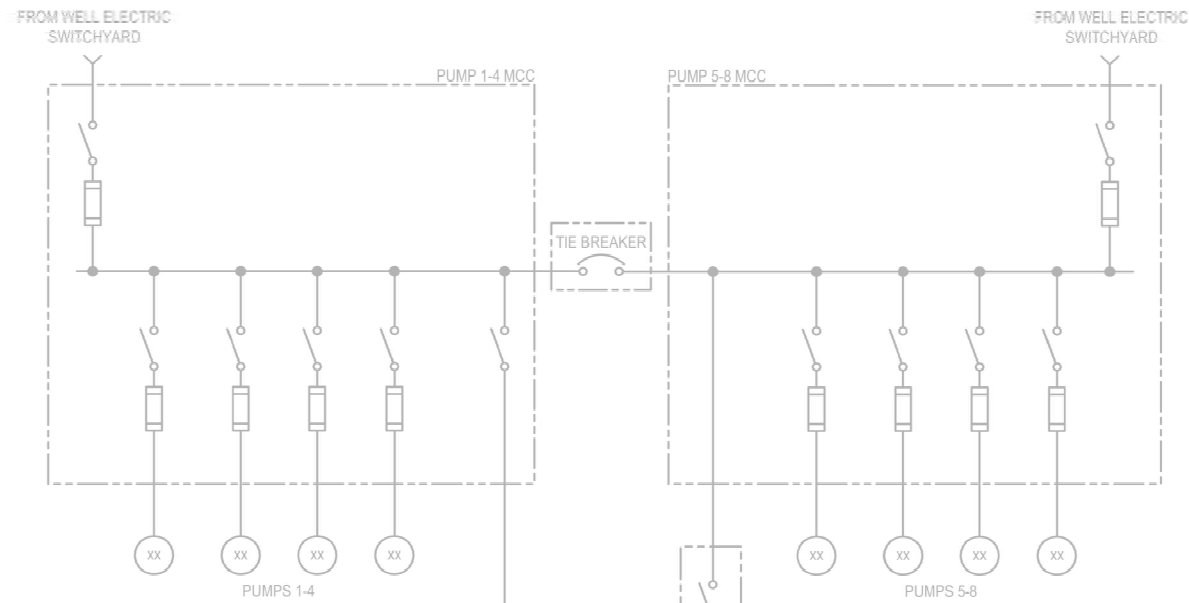 FROM WELL ELECTRIC
SWITCHYARD
FROM WELL ELECTRIC
SWITCHYARD
PUMP 1-4 MCC
PUMP 5-8 MCC
TIE BREAKER
XX
XX
XX
XX
XX
XX
XX
XX
PUMPS 1-4
PUMPS 5-8